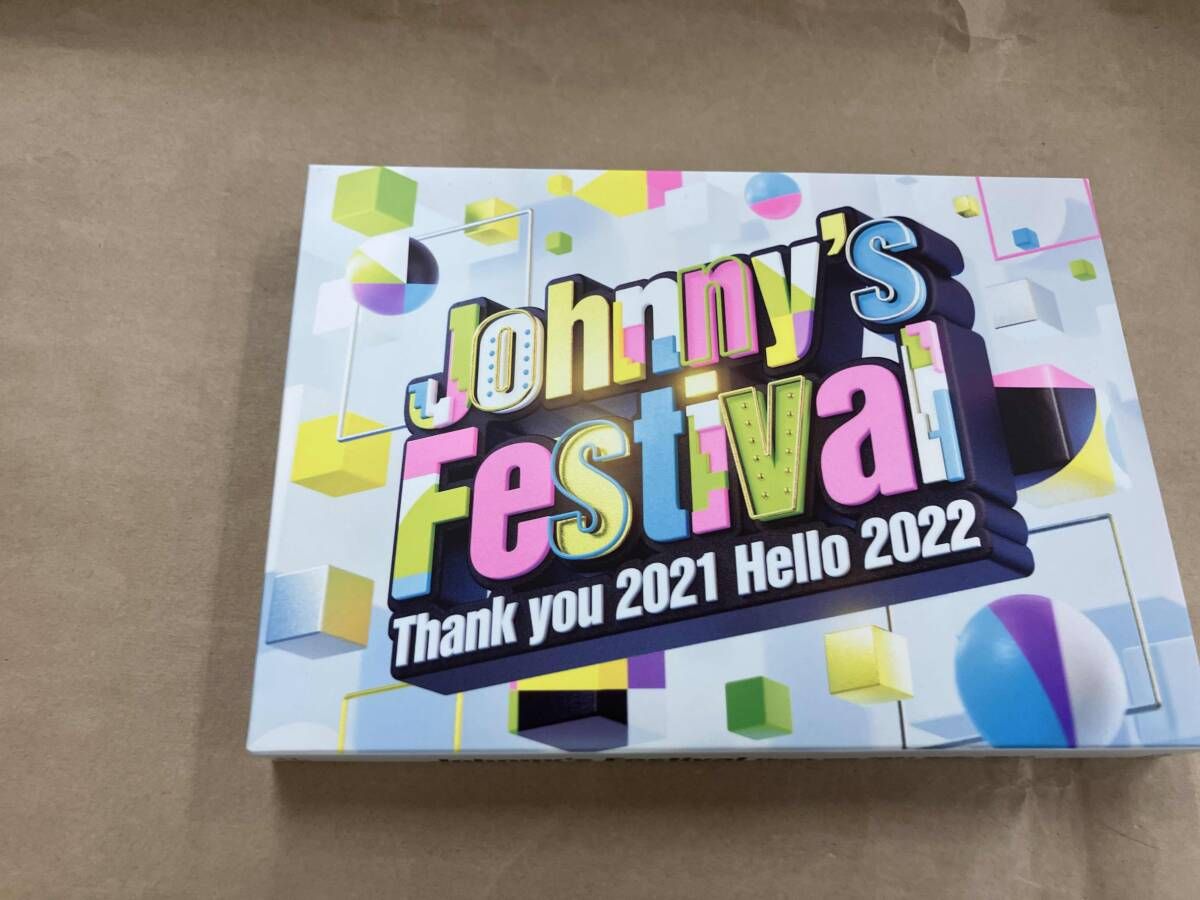 Johnny's
Festival
Thank you 2021 Hello 2022